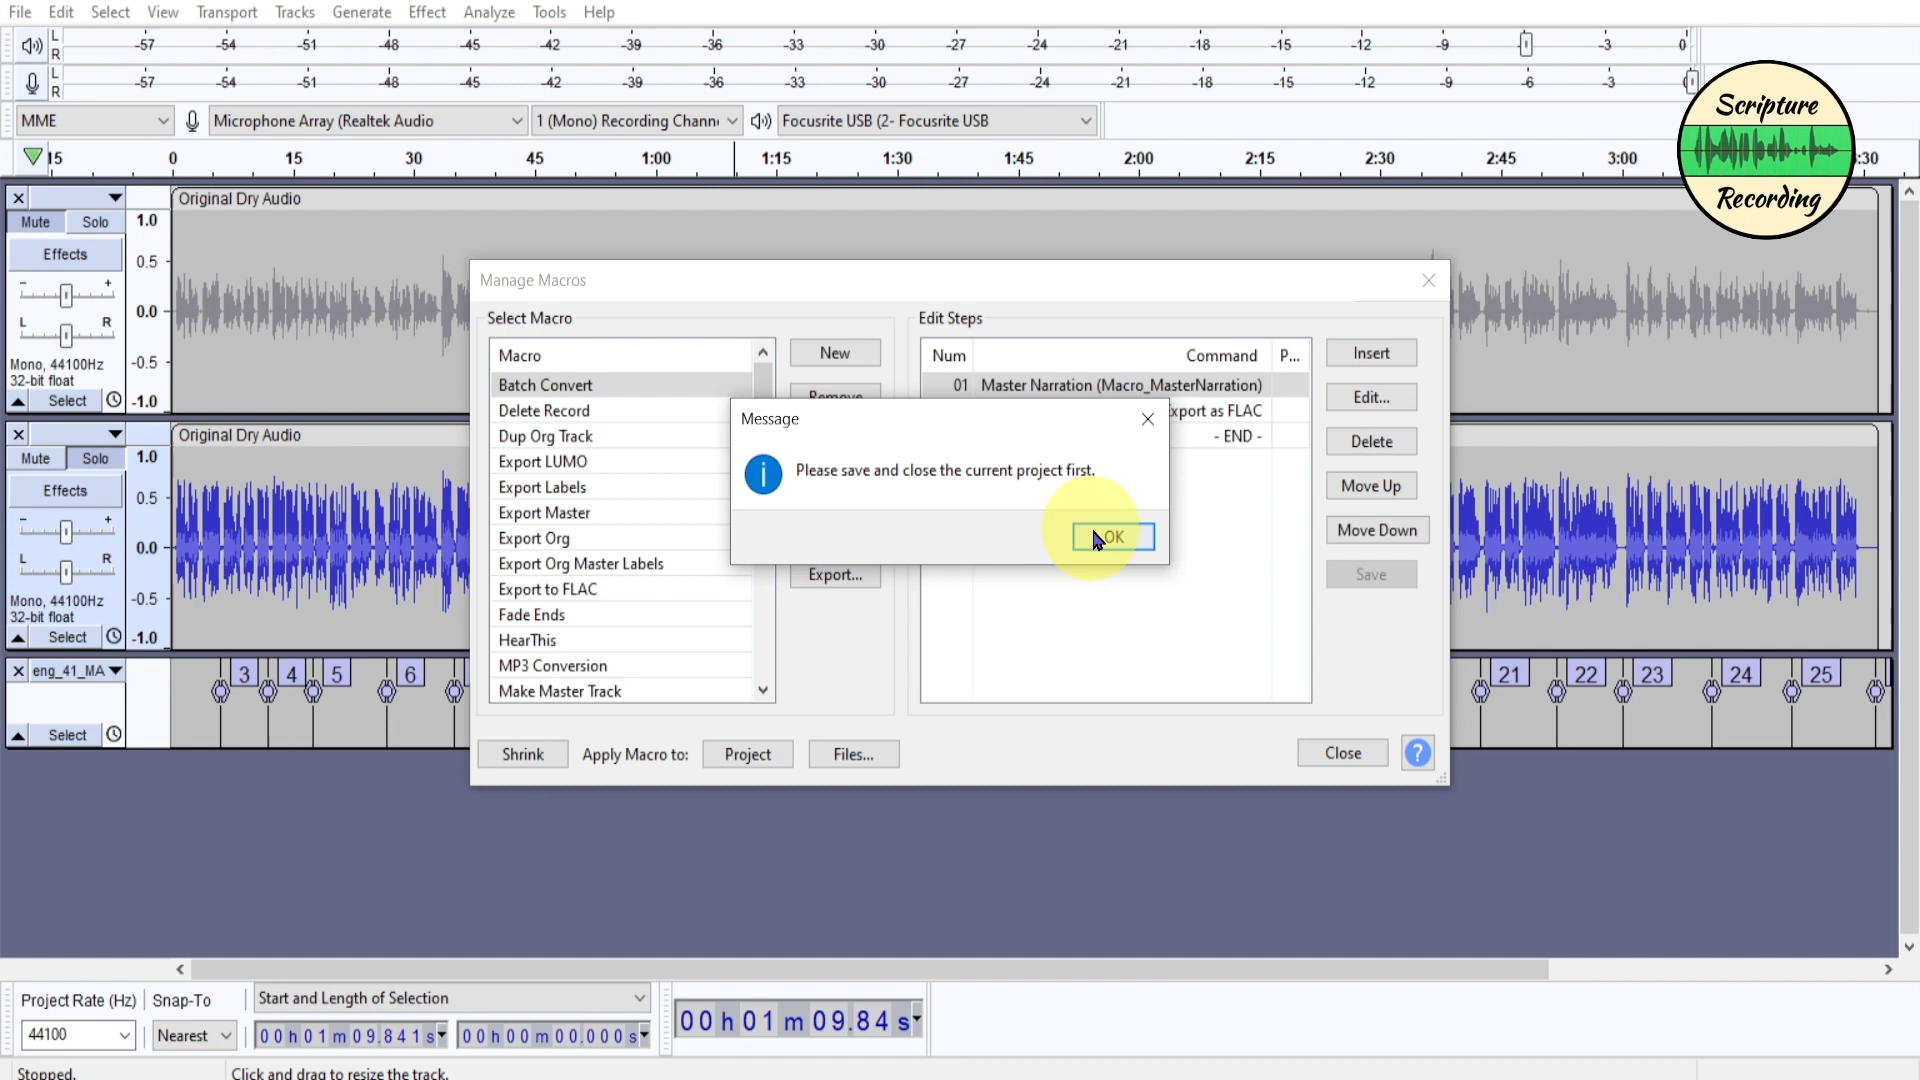 File Edit Select View Transport Tracks Generate Effect Analyze Tools Help
L R -57 -54 -51 -48 -45 -42 -39 -36 -33 -30 -27 -24 -21 -18 -15 -12 -9 -3 0
L R -57 -54 -51 -48 -45 -42 -39 -36 -33 -30 -27 -24 -21 -18 -15 -12 -9 -6 -3
MME Microphone Array (Realtek Audio 1 (Mono) Recording Chann Focusrite USB (2- Focusrite USB
15 0 15 30 45 1:00 1:15 1:30 1:45 2:00 2:15 2:30 2:45 3:00 :30
Scripture
Recording
Original Dry Audio
Mute Solo
Effects
- +
L R
Mono, 44100Hz
32-bit float
Select
1.0
0.5
0.0
-0.5
-1.0
Original Dry Audio
Mute Solo
Effects
- +
L R
Mono, 44100Hz
32-bit float
Select
1.0
0.5
0.0
-0.5
-1.0
eng_41_MA
Select
3 4 5 6 21 22 23 24 25
Manage Macros
Select Macro
Macro
Batch Convert
Delete Record
Dup Org Track
Export LUMO
Export Labels
Export Master
Export Org
Export Org Master Labels
Export to FLAC
Fade Ends
HearThis
MP3 Conversion
Make Master Track
New
Remove
Export...
Edit Steps
Num Command P...
01 Master Narration (Macro_MasterNarration)
xport as FLAC
- END -
Insert
Edit...
Delete
Move Up
Move Down
Save
Message
Please save and close the current project first.
OK
Shrink Apply Macro to: Project Files... Close ?
Project Rate (Hz) Snap-To Start and Length of Selection
44100 Nearest 00h01m09.841s 00h00m00.000s 00h01m09.84s
Stopped. Click and drag to resize the track.